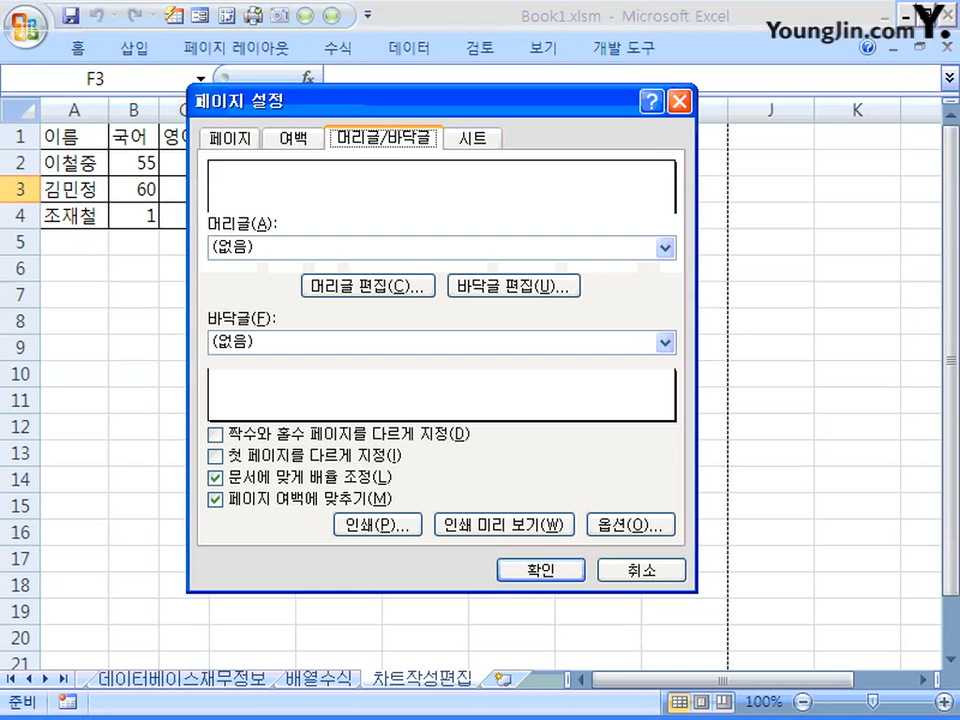 Book1.xlsm - Microsoft Excel
YoungJin.com Y.
홈 삽입 페이지 레이아웃 수식 데이터 검토 보기 개발 도구
F3 fx
페이지 설정
A B J K
페이지 여백 머리글/바닥글 시트
1 이름 국어
2 이철중 55
3 김민정 60
4 조재철 1
5
6
7
8
9
10
11
12
13
14
15
16
17
18
19
20
21
머리글(A):
(없음)
머리글 편집(C)... 바닥글 편집(U)...
바닥글(F):
(없음)
짝수와 홀수 페이지를 다르게 지정(D)
첫 페이지를 다르게 지정(I)
문서에 맞게 배율 조정(L)
페이지 여백에 맞추기(M)
인쇄(P)... 인쇄 미리 보기(W) 옵션(O)...
확인 취소
데이터베이스재무정보 배열수식 차트작성편집
준비 100%